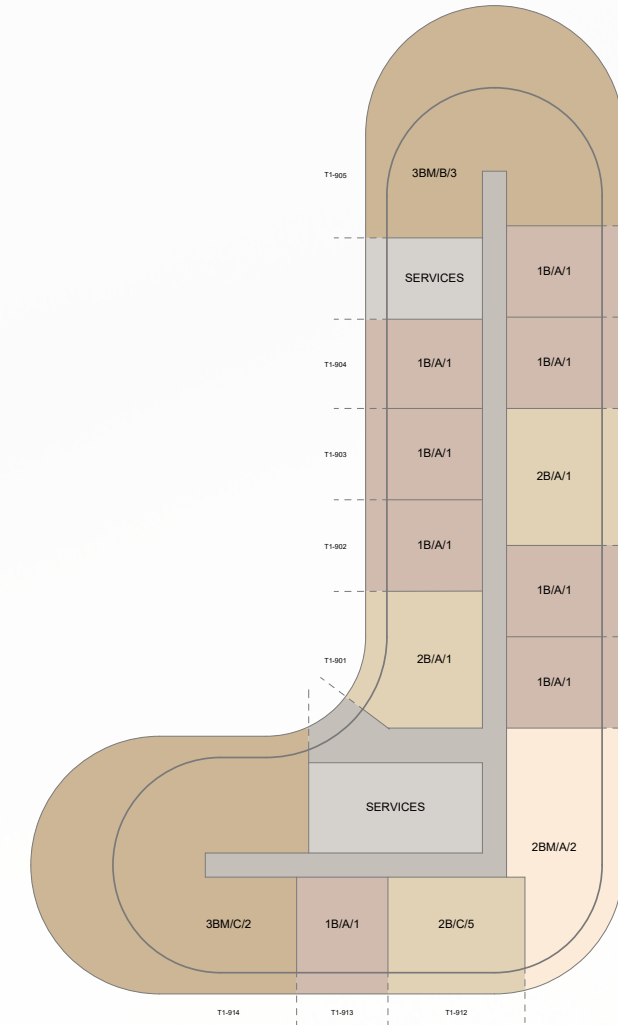 T1-905
3BM/B/3
SERVICES
1B/A/1
T1-904
1B/A/1
1B/A/1
T1-903
1B/A/1
2B/A/1
T1-902
1B/A/1
1B/A/1
T1-901
2B/A/1
1B/A/1
SERVICES
2BM/A/2
3BM/C/2
1B/A/1
2B/C/5
T1-914
T1-913
T1-912